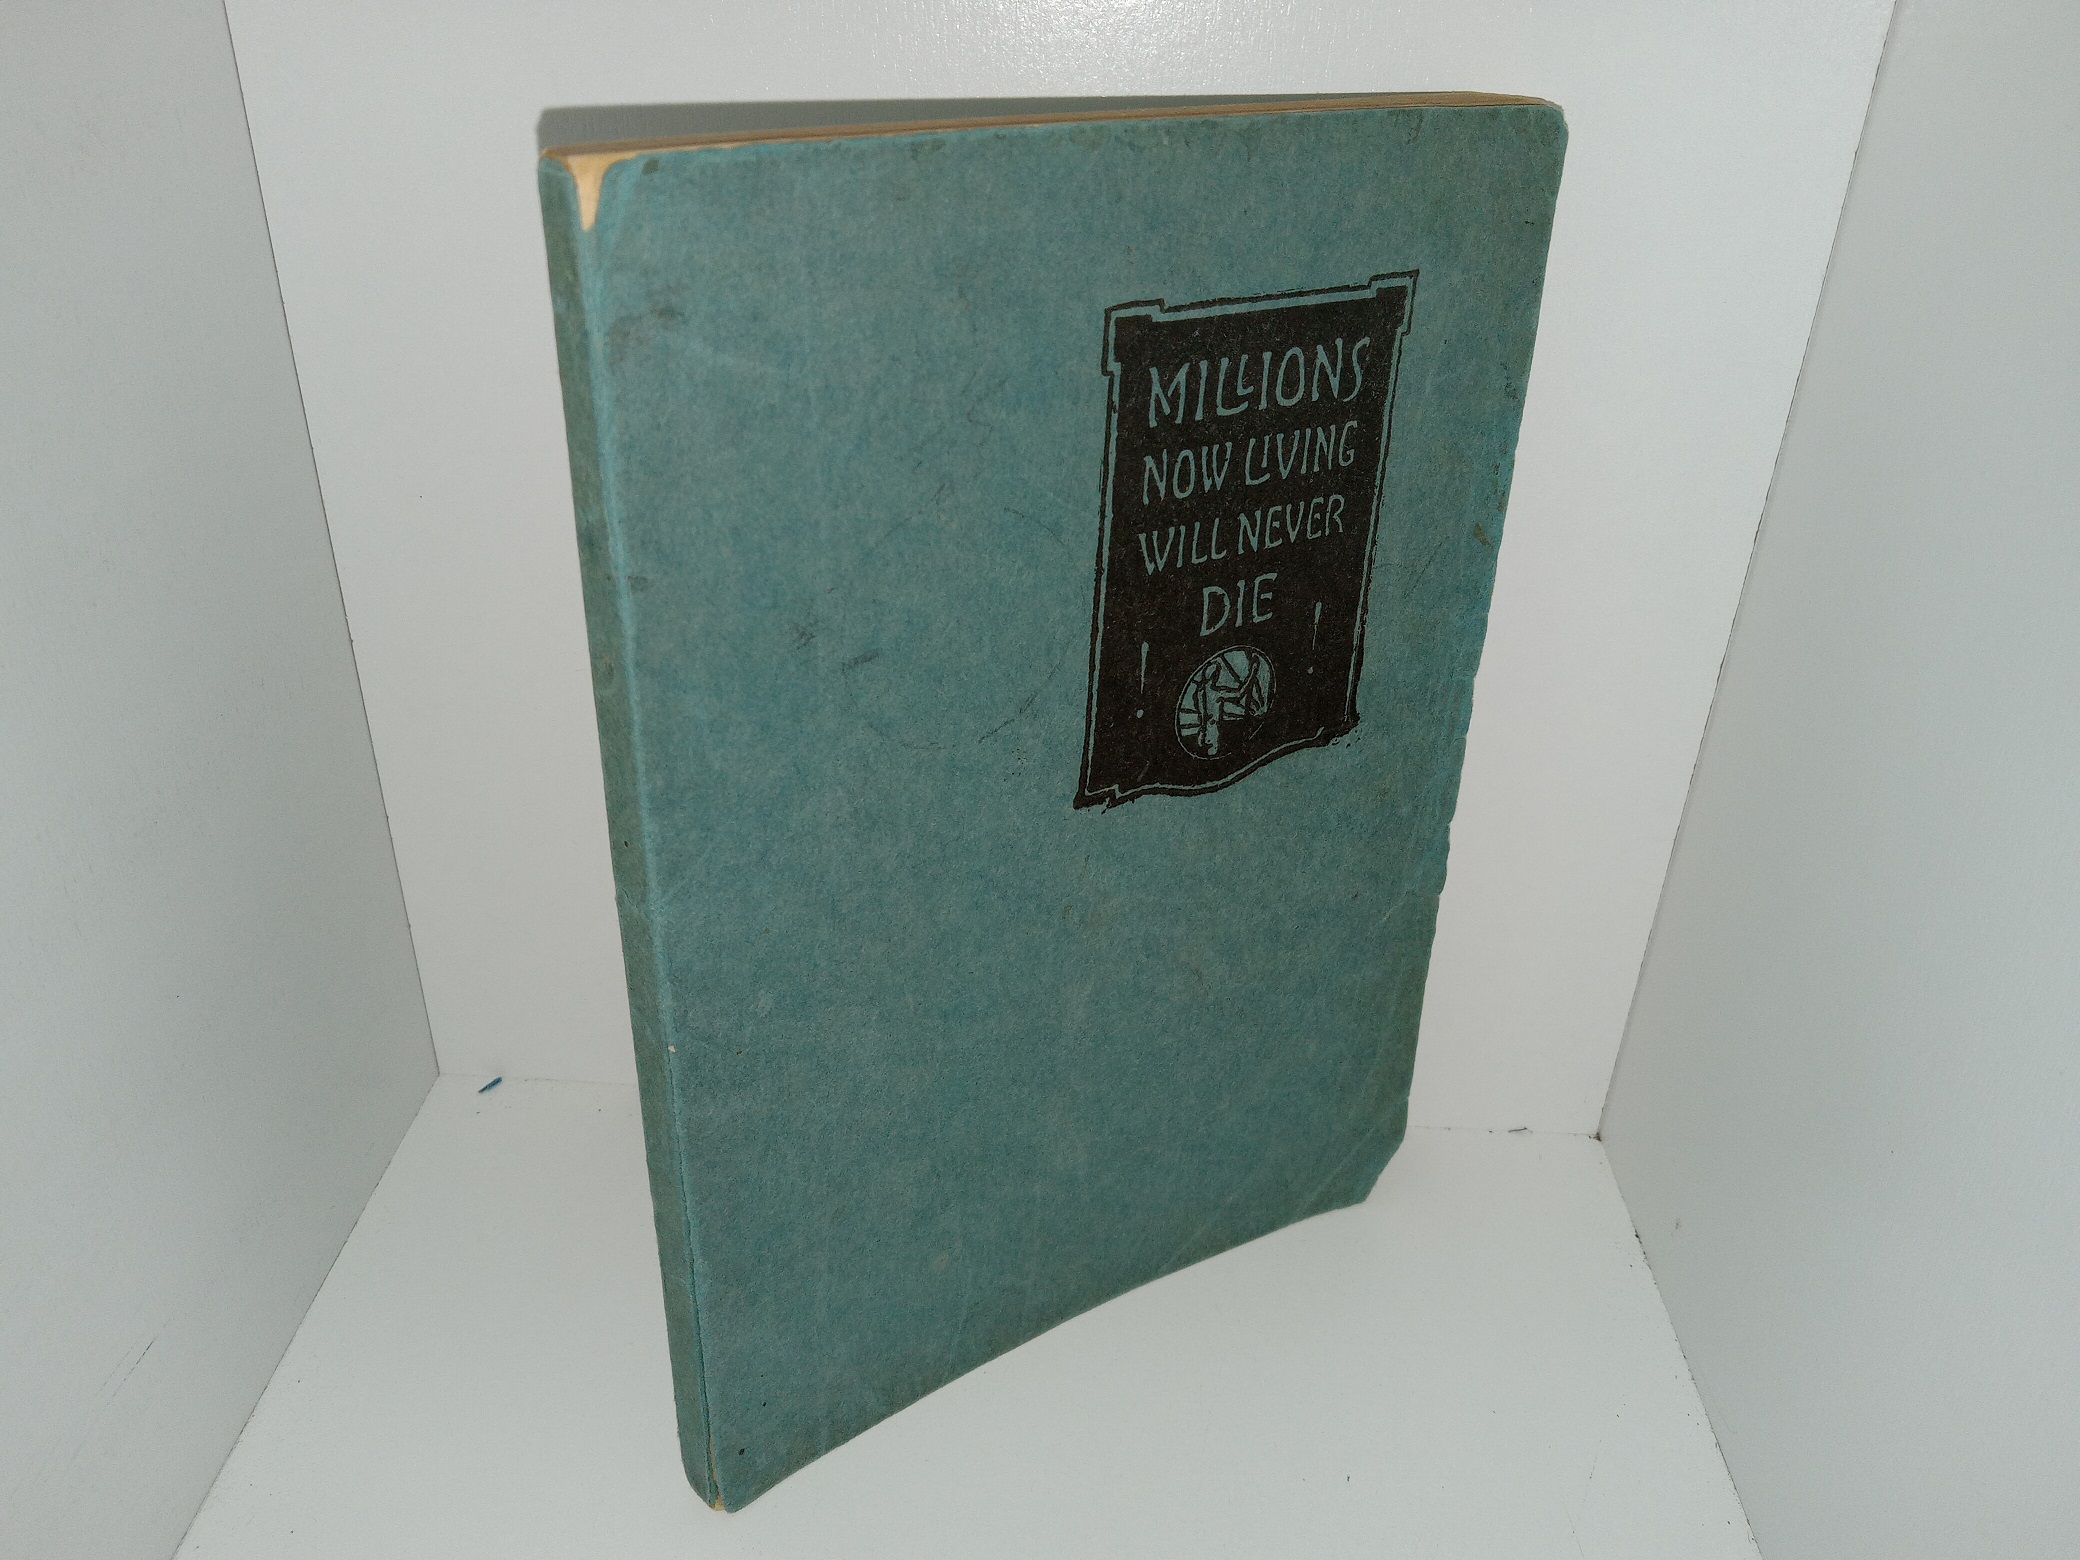 MILLIONS
NOW LIVING
WILL NEVER
DIE
! !